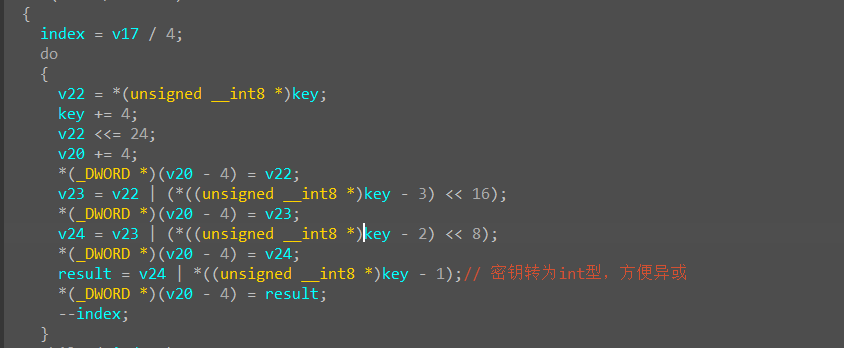 {
index = v17 / 4;
do
{
v22 = *(unsigned __int8 *)key;
key += 4;
v22 <<= 24;
v20 += 4;
*(_DWORD *)(v20 - 4) = v22;
v23 = v22 | (*((unsigned __int8 *)key - 3) << 16);
*(_DWORD *)(v20 - 4) = v23;
v24 = v23 | (*((unsigned __int8 *)key - 2) << 8);
*(_DWORD *)(v20 - 4) = v24;
result = v24 | *((unsigned __int8 *)key - 1);// 密钥转为int型，方便异或
*(_DWORD *)(v20 - 4) = result;
--index;
}